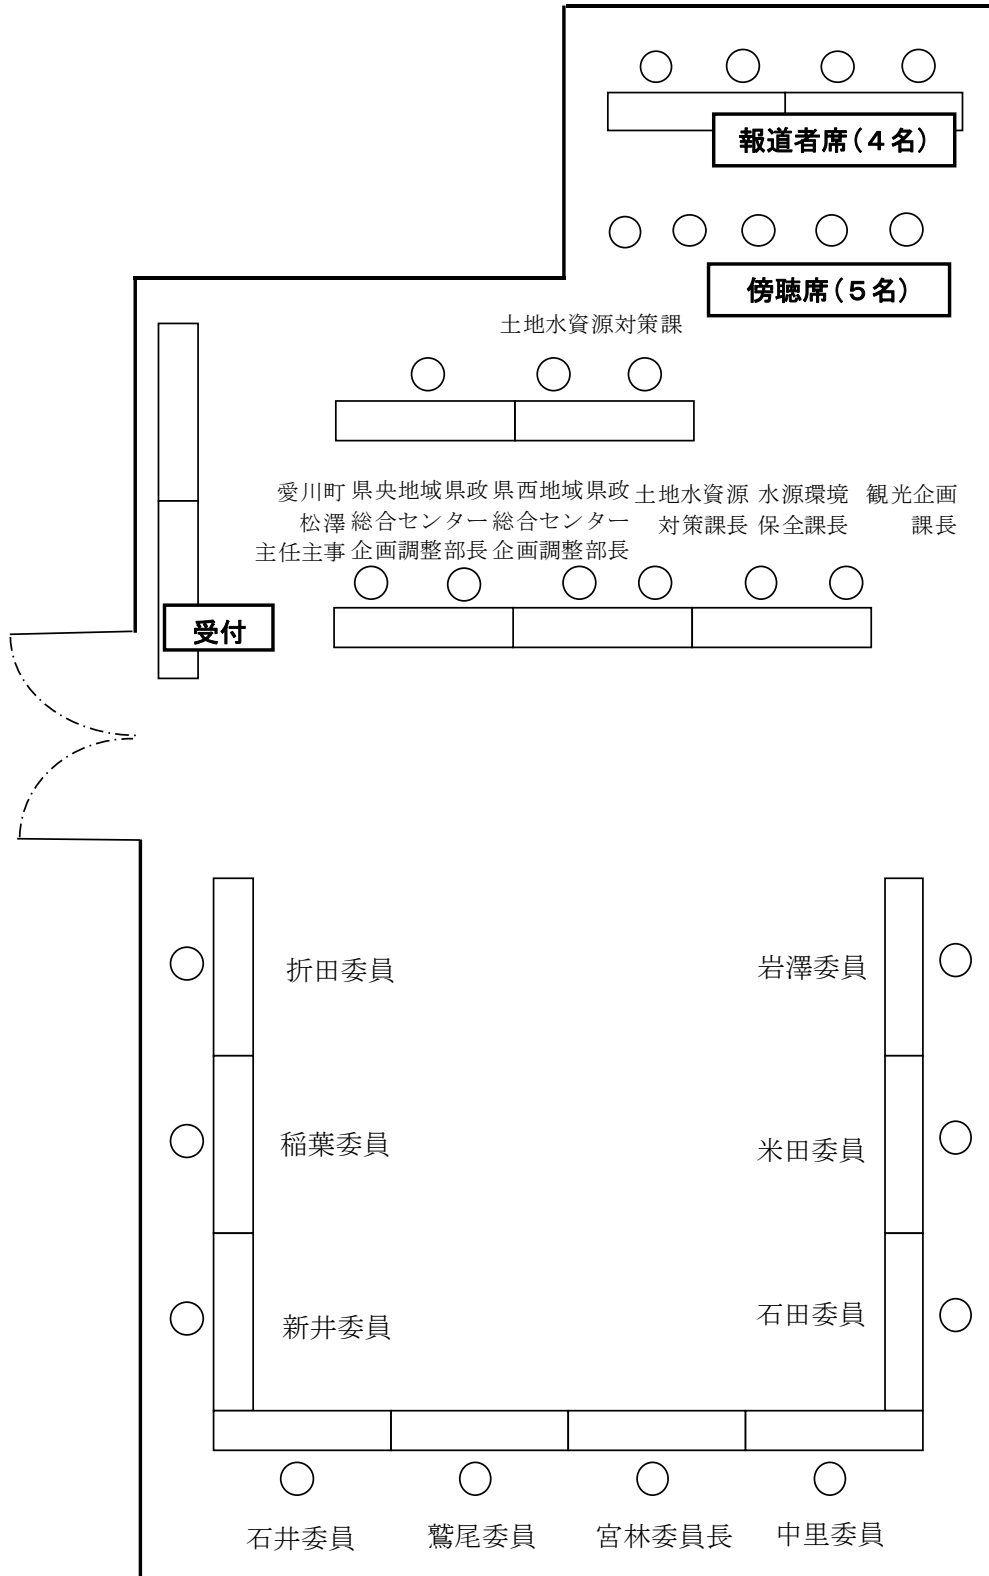 報道者席(４名)
傍聴席(５名)
土地水資源対策課
愛川町
松澤
主任主事
県央地域県政
総合センター
企画調整部長
県西地域県政
総合センター
企画調整部長
土地水資源
対策課長
水源環境
保全課長
観光企画
課長
受付
折田委員
岩澤委員
稲葉委員
米田委員
新井委員
石田委員
石井委員
鷲尾委員
宮林委員長
中里委員